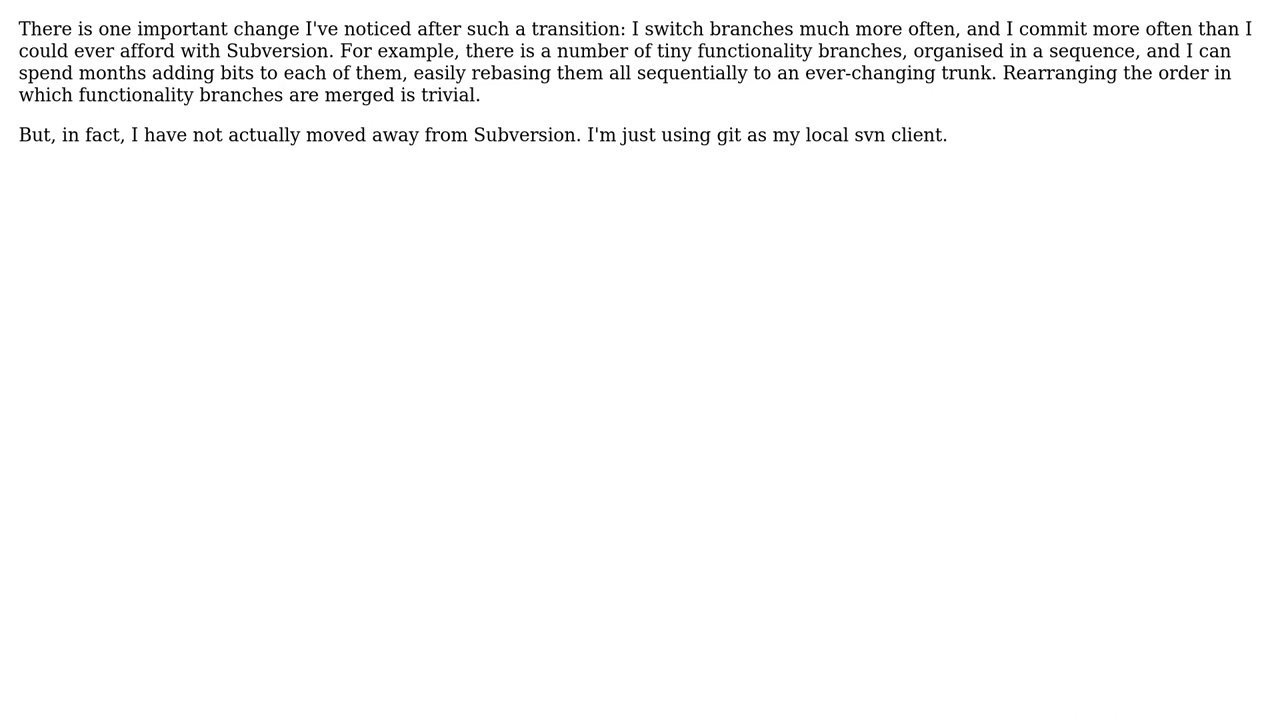 There is one important change I've noticed after such a transition: I switch branches much more often, and I commit more often than I
could ever afford with Subversion. For example, there is a number of tiny functionality branches, organised in a sequence, and I can
spend months adding bits to each of them, easily rebasing them all sequentially to an ever-changing trunk. Rearranging the order in
which functionality branches are merged is trivial.
But, in fact, I have not actually moved away from Subversion. I'm just using git as my local svn client.